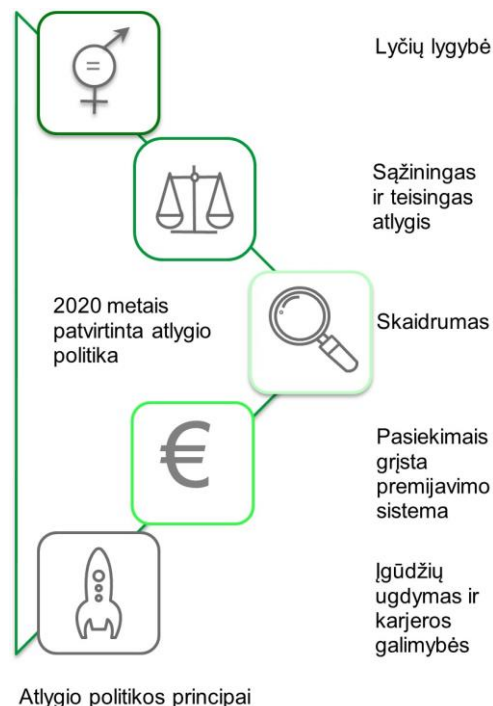 =
Lyčių lygybė
Sąžiningas
ir teisingas
atlygis
2020 metais
patvirtinta atlygio
politika
Skaidrumas
€
Pasiekimais
grįsta
premijavimo
sistema
Įgūdžių
ugdymas ir
karjeros
galimybės
Atlygio politikos principai